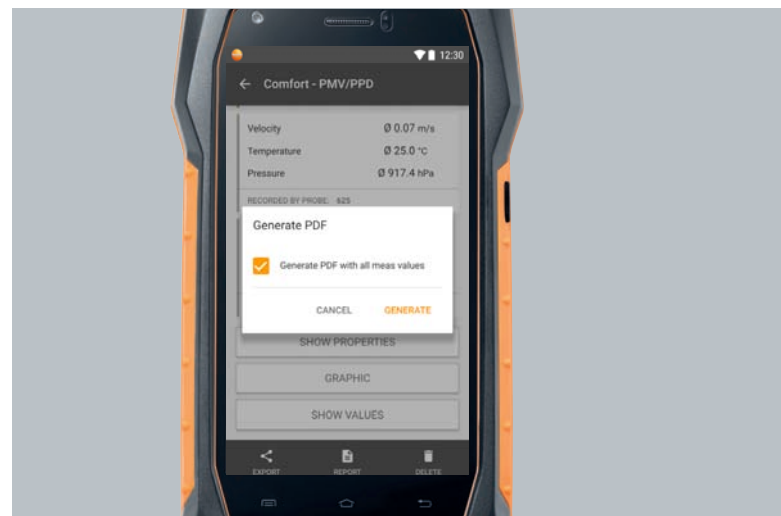 12:30
Comfort - PMV/PPD
Velocity Ø 0.07 m/s
Temperature Ø 25.0 °C
Pressure Ø 917.4 hPa
RECORDED BY PROBE: 625
Generate PDF
Generate PDF with all meas values
CANCEL GENERATE
SHOW PROPERTIES
GRAPHIC
SHOW VALUES
EXPORT REPORT DELETE